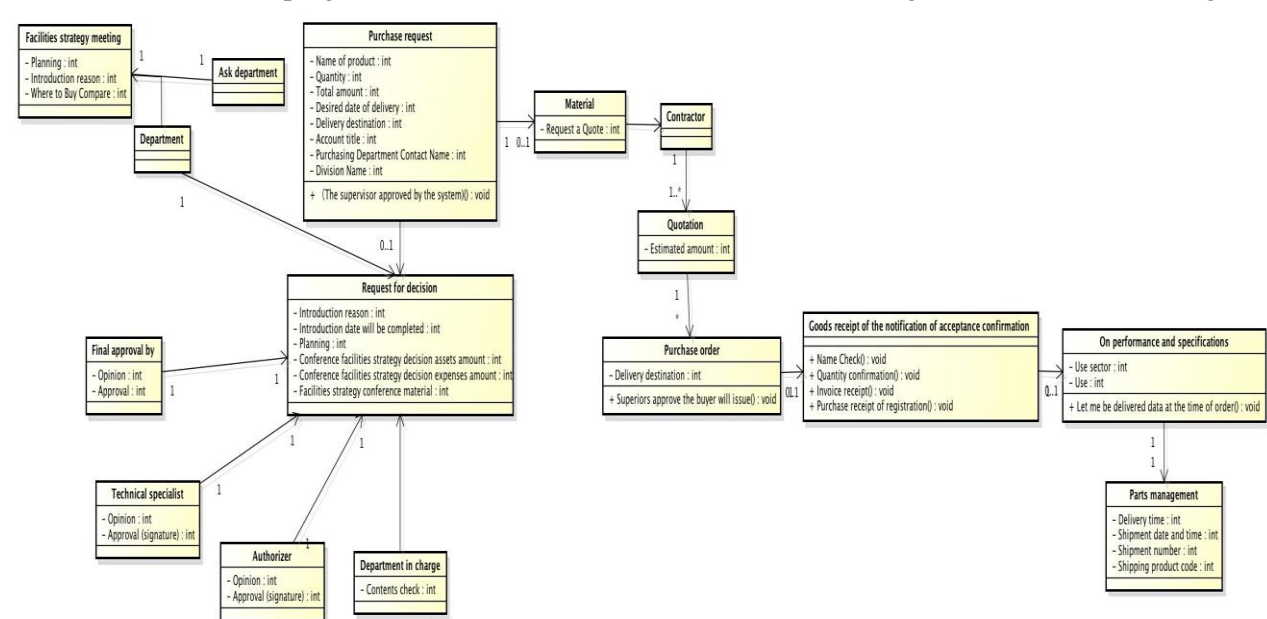 Facilities strategy meeting
- Planning : int
- Introduction reason : int
- Where to Buy Compare : int
1
1
Ask department
Department
1
Purchase request
- Name of product : int
- Quantity : int
- Total amount : int
- Desired date of delivery : int
- Delivery destination : int
- Account title : int
- Purchasing Department Contact Name : int
- Division Name : int
+ (The supervisor approved by the system)() : void
1 0..1
Material
- Request a Quote : int
Contractor
1
1..*
Quotation
- Estimated amount : int
1
*
0..1
Request for decision
- Introduction reason : int
- Introduction date will be completed : int
- Planning : int
- Conference facilities strategy decision assets amount : int
- Conference facilities strategy decision expenses amount : int
- Facilities strategy conference material : int
Final approval by
- Opinion : int
- Approval : int
1
1
Purchase order
- Delivery destination : int
+ Superiors approve the buyer will issue() : void
Goods receipt of the notification of acceptance confirmation
+ Name Check() : void
+ Quantity confirmation() : void
+ Invoice receipt() : void
+ Purchase receipt of registration() : void
On performance and specifications
- Use sector : int
- Use : int
+ Let me be delivered data at the time of order() : void
1
1
Technical specialist
- Opinion : int
- Approval (signature) : int
1
1
1
Authorizer
- Opinion : int
- Approval (signature) : int
1
Department in charge
- Contents check : int
Parts management
- Delivery time : int
- Shipment date and time : int
- Shipment number : int
- Shipping product code : int